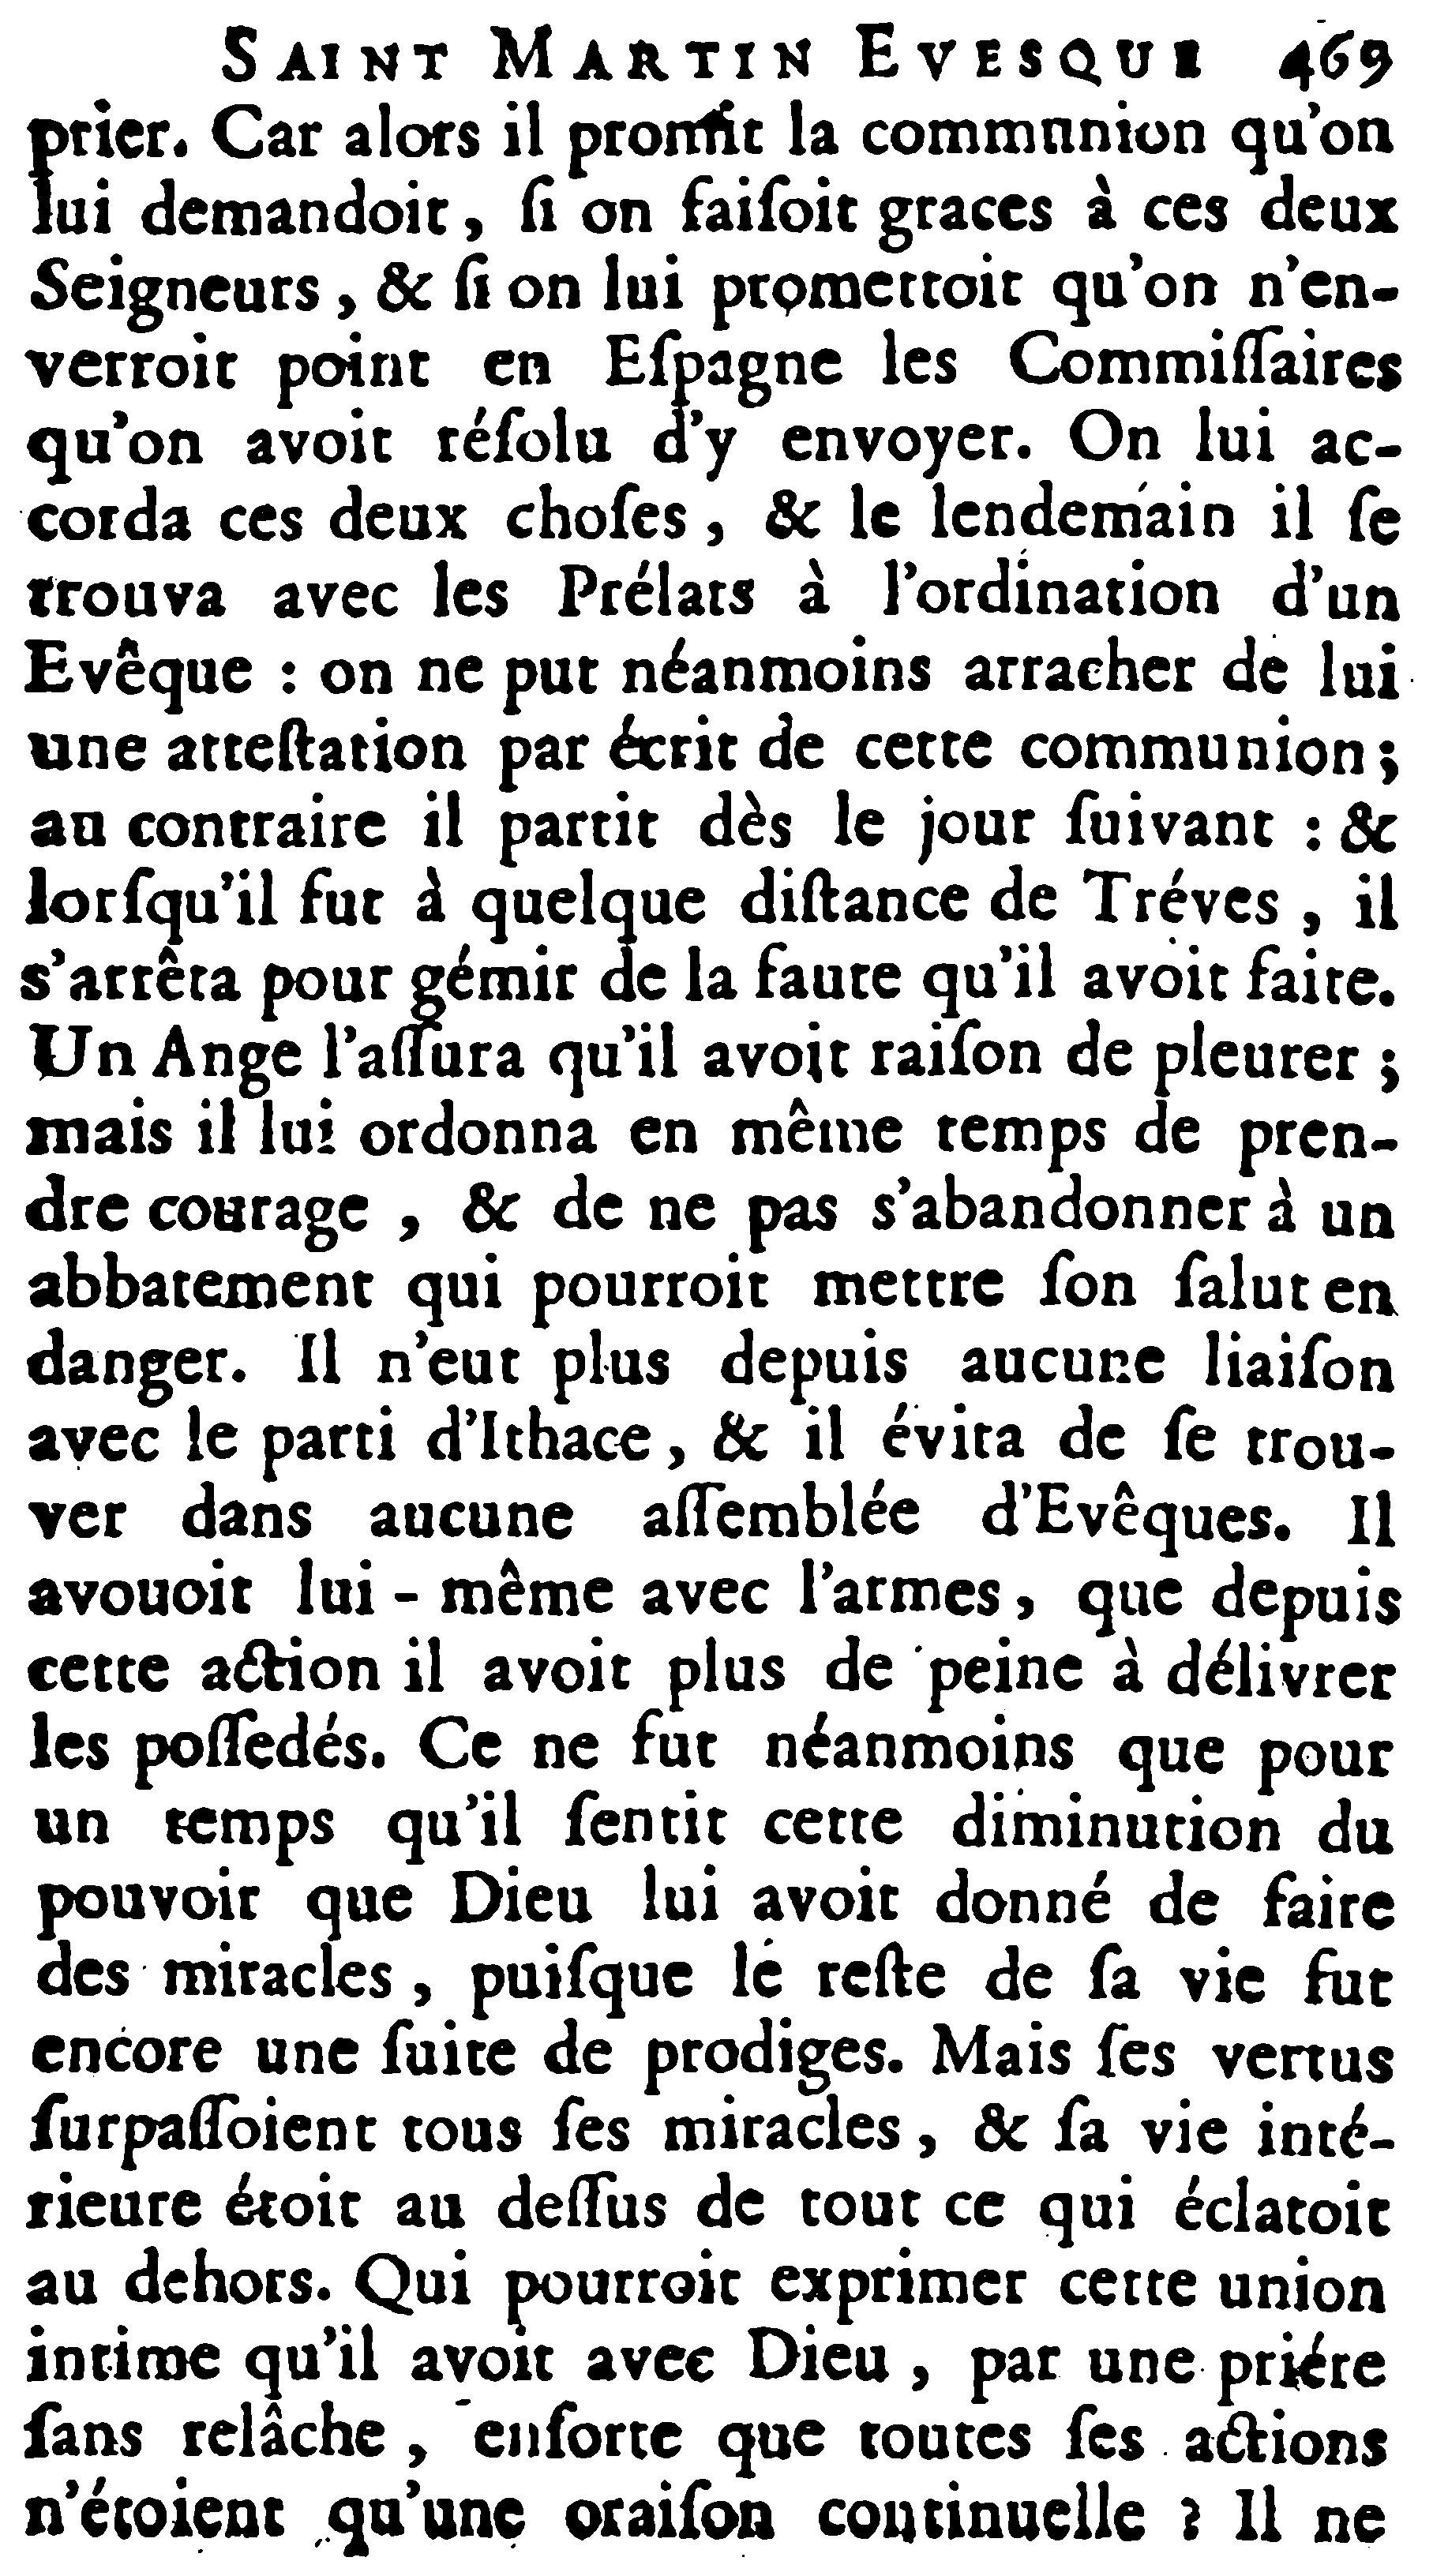 SAINT MARTIN EVESQUE 469
prier. Car alors il promit la communion qu'on
lui demandoit, ſi on faiſoit graces à ces deux
Seigneurs, & ſi on lui promettoit qu'on n'en-
verroit point en Eſpagne les Commiſſaires
qu'on avoit réſolu d'y envoyer. On lui ac-
corda ces deux choſes, & le lendemain il ſe
trouva avec les Prélats à l'ordination d'un
Evêque : on ne put néanmoins arracher de lui
une atteſtation par écrit de cette communion;
au contraire il partit dès le jour ſuivant : &
lorſqu'il fut à quelque diſtance de Tréves, il
s'arrêta pour gémir de la faute qu'il avoit faite.
Un Ange l'aſſura qu'il avoit raiſon de pleurer;
mais il lui ordonna en même temps de pren-
dre courage, & de ne pas s'abandonner à un
abbatement qui pourroit mettre ſon ſalut en
danger. Il n'eut plus depuis aucune liaiſon
avec le parti d'Ithace, & il évita de ſe trou-
ver dans aucune aſſemblée d'Evêques. Il
avouoit lui-même avec l'armes, que depuis
cette action il avoit plus de peine à délivrer
les poſſedés. Ce ne fut néanmoins que pour
un temps qu'il ſentit cette diminution du
pouvoir que Dieu lui avoit donné de faire
des miracles, puiſque le reſte de ſa vie fut
encore une ſuite de prodiges. Mais ſes vertus
ſurpaſſoient tous ſes miracles, & ſa vie inté-
rieure étoit au deſſus de tout ce qui éclatoit
au dehors. Qui pourroit exprimer cette union
intime qu'il avoit avec Dieu, par une priére
ſans relâche, enſorte que toutes ſes actions
n'étoient qu'une oraiſon continuelle ? Il ne